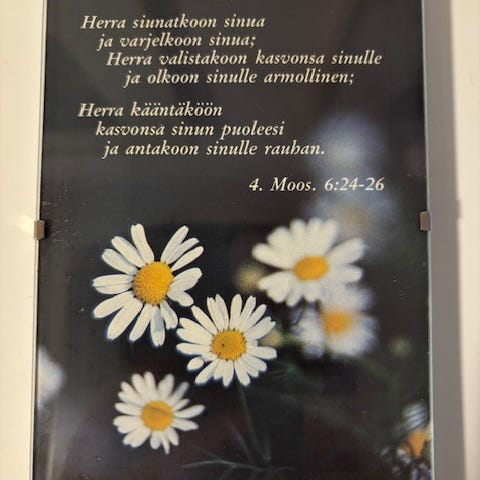 Herra siunatkoon sinua
ja varjelkoon sinua;
Herra valistakoon kasvonsa sinulle
ja olkoon sinulle armollinen;
Herra kääntäköön
kasvonsa sinun puoleesi
ja antakoon sinulle rauhan.
4. Moos. 6:24-26